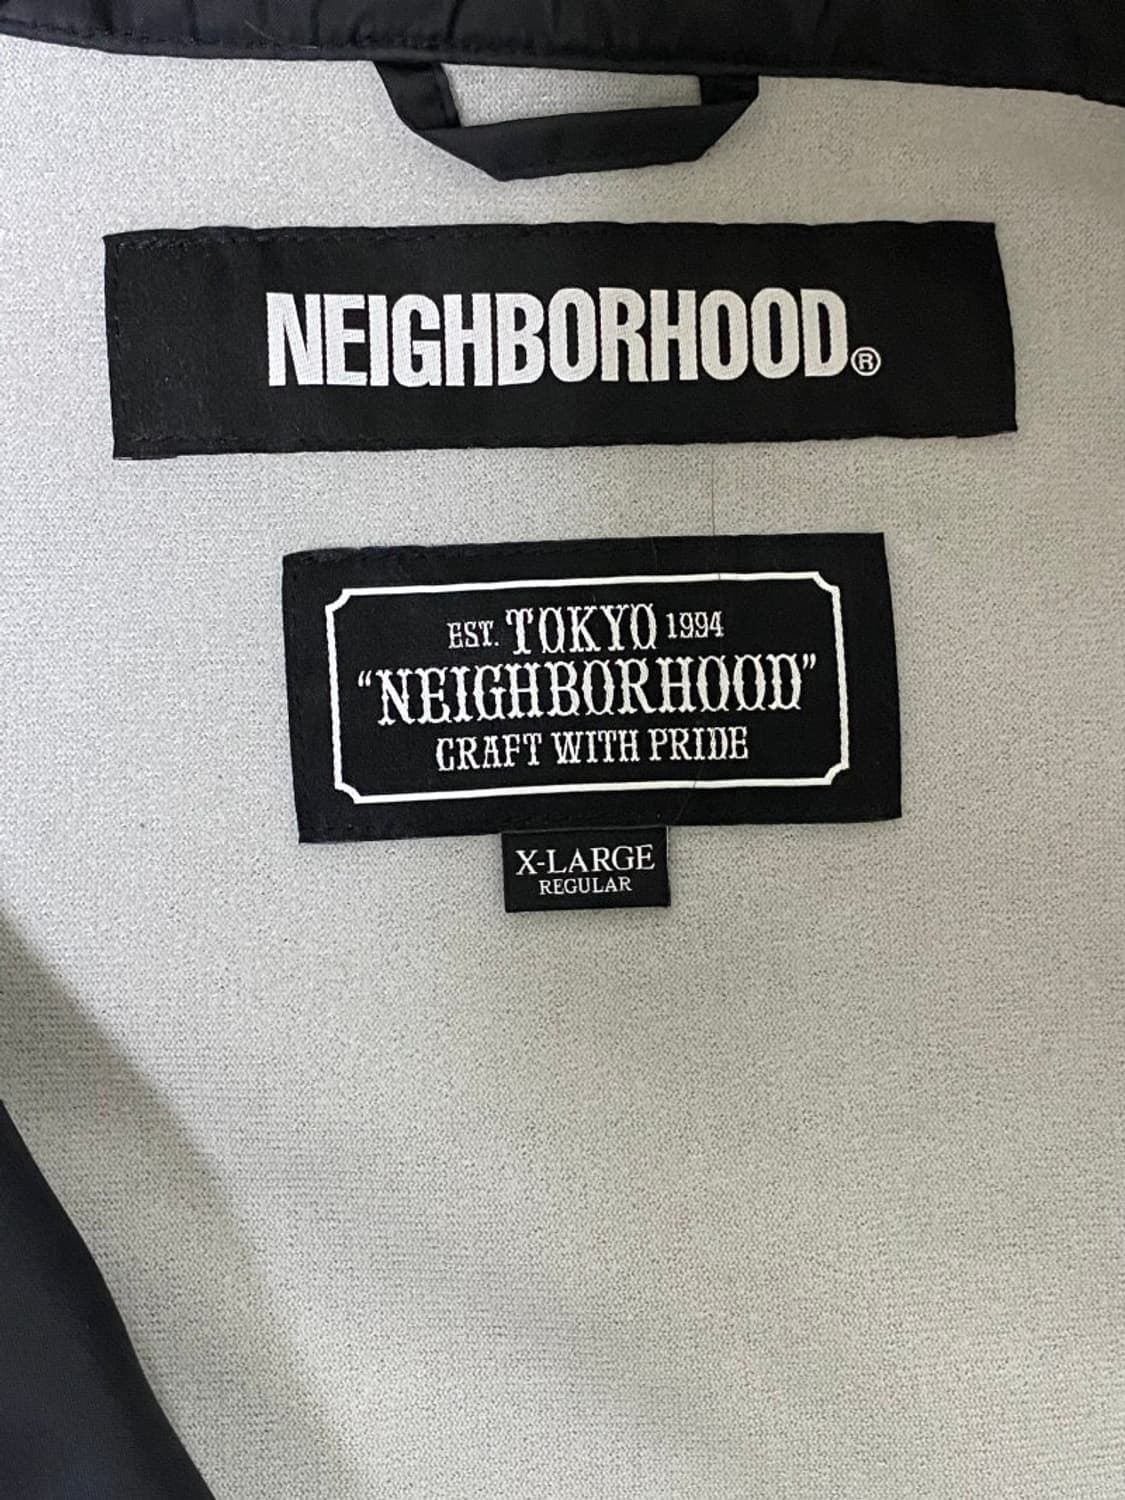 NEIGHBORHOOD®
EST. TOKYO 1994
"NEIGHBORHOOD"
CRAFT WITH PRIDE
X-LARGE
REGULAR